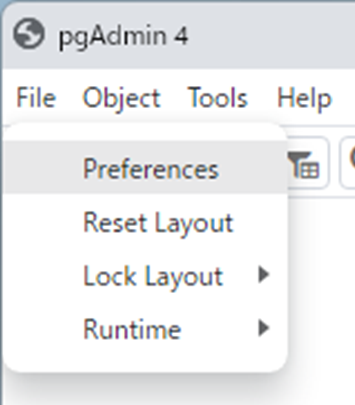 pgAdmin 4
File Object Tools Help
Preferences
Reset Layout
Lock Layout
Runtime